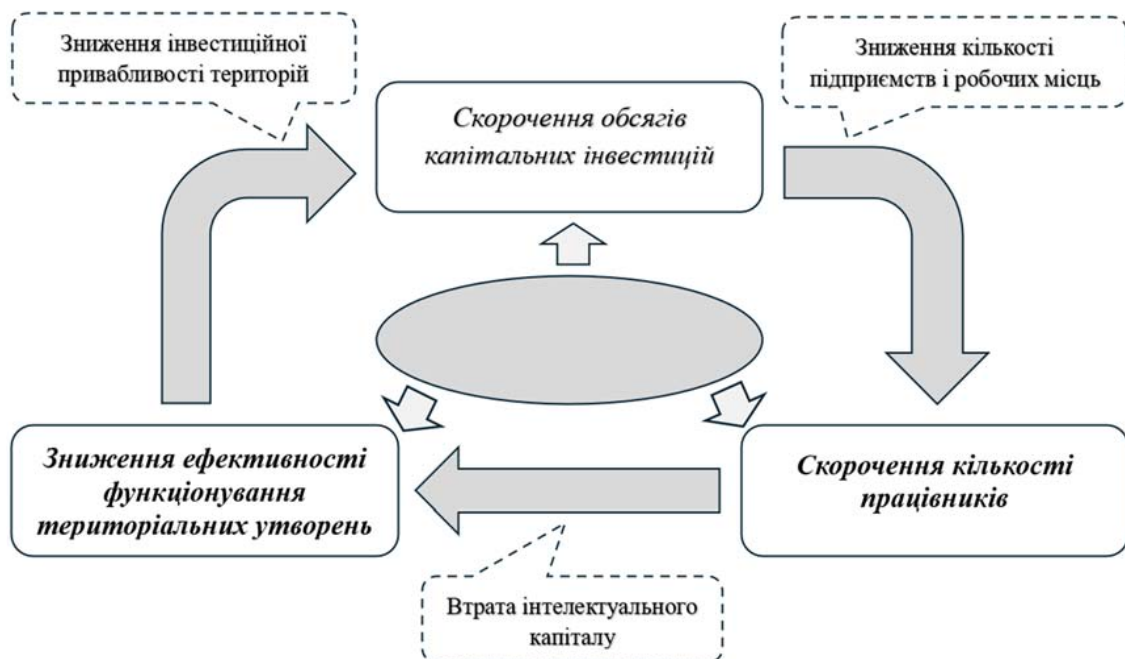 Зниження інвестиційної
привабливості територій
Зниження кількості
підприємств і робочих місць
Скорочення обсягів
капітальних інвестицій
Зниження ефективності
функціонування
територіальних утворень
Скорочення кількості
працівників
Втрата інтелектуального
капіталу